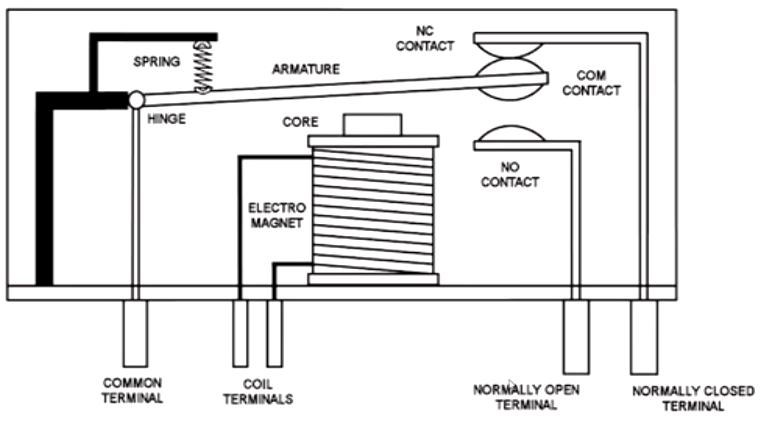 NC
CONTACT
SPRING
ARMATURE
COM
CONTACT
HINGE
CORE
NO
CONTACT
ELECTRO
MAGNET
COMMON
TERMINAL
COIL
TERMINALS
NORMALLY OPEN
TERMINAL
NORMALLY CLOSED
TERMINAL